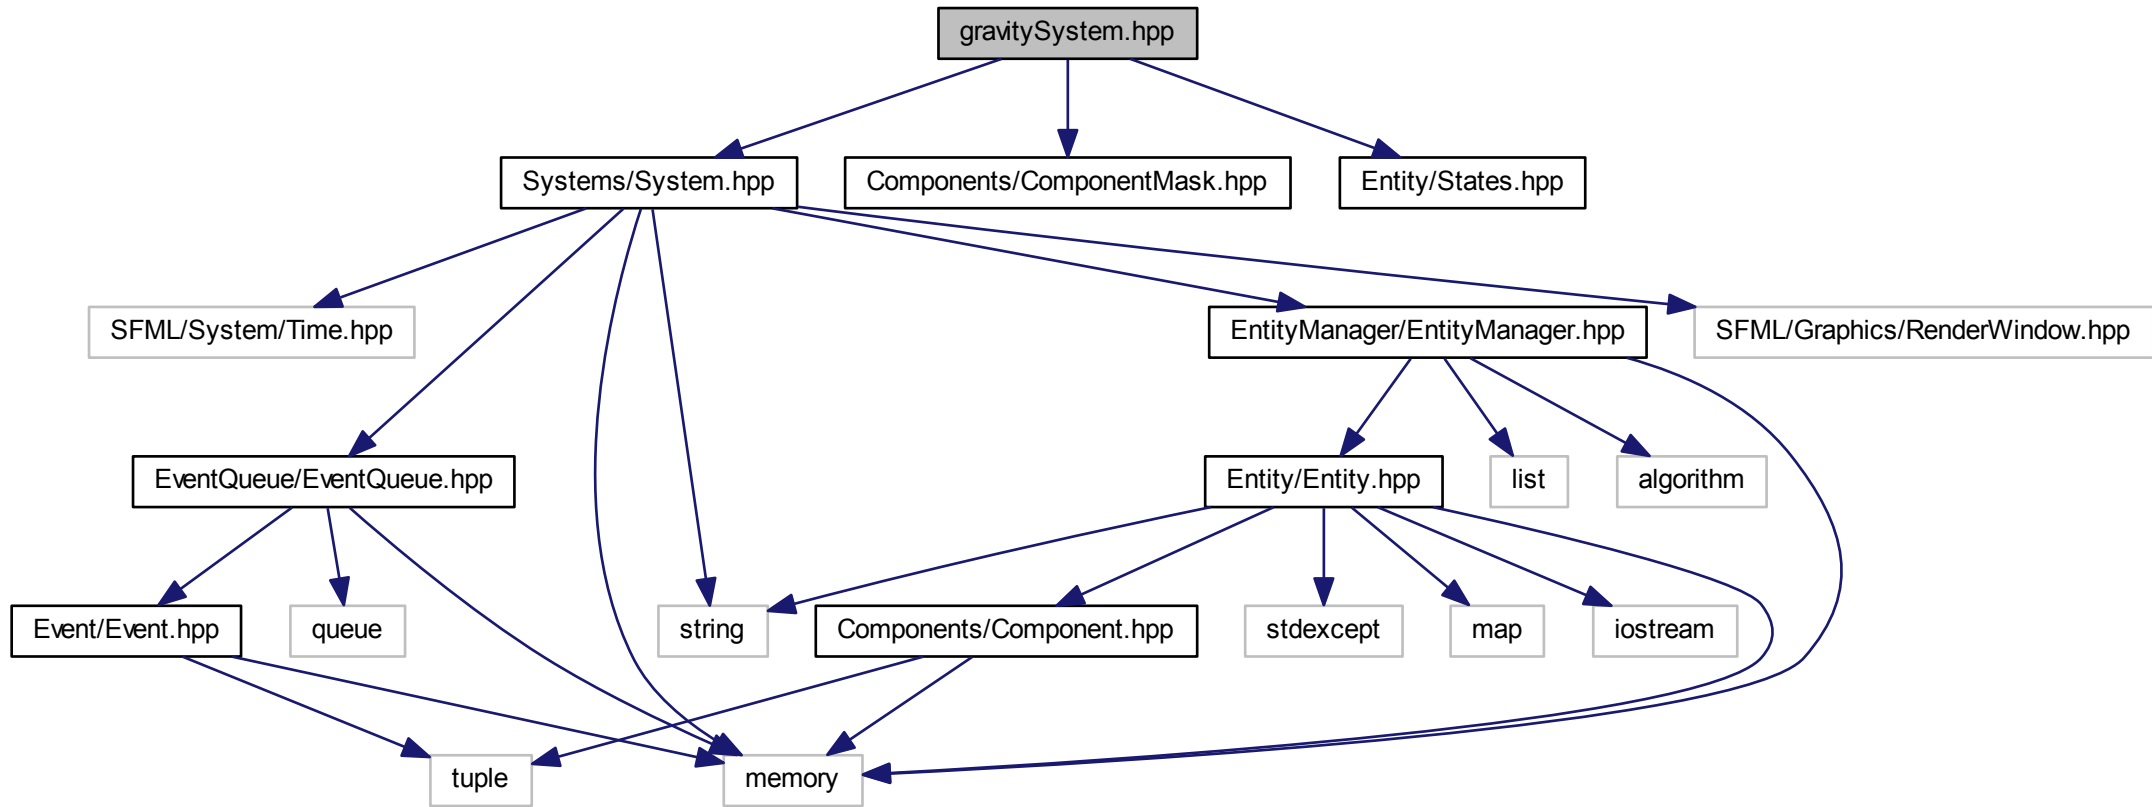 gravitySystem.hpp
Systems/System.hpp
Components/ComponentMask.hpp
Entity/States.hpp
SFML/System/Time.hpp
EntityManager/EntityManager.hpp
SFML/Graphics/RenderWindow.hpp
EventQueue/EventQueue.hpp
Entity/Entity.hpp
list
algorithm
Event/Event.hpp
queue
string
Components/Component.hpp
stdexcept
map
iostream
tuple
memory